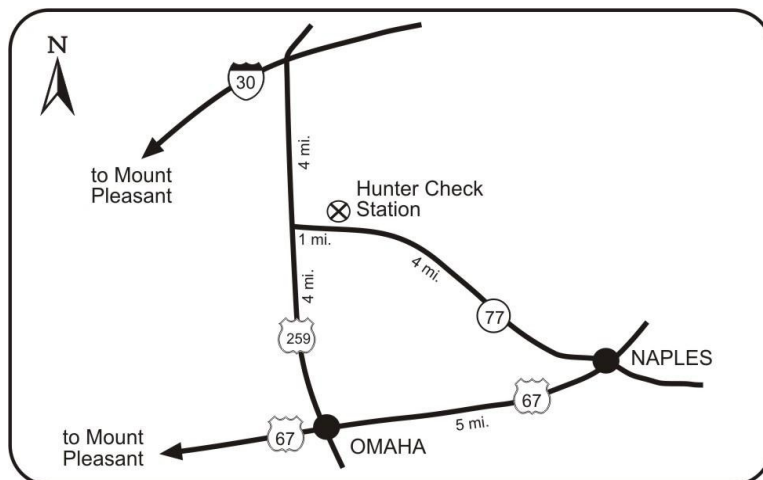 N
30
4 mi.
to Mount
Pleasant
Hunter Check
Station
1 mi.
4 mi.
4 mi.
77
259
NAPLES
67
to Mount
Pleasant
67
5 mi.
OMAHA